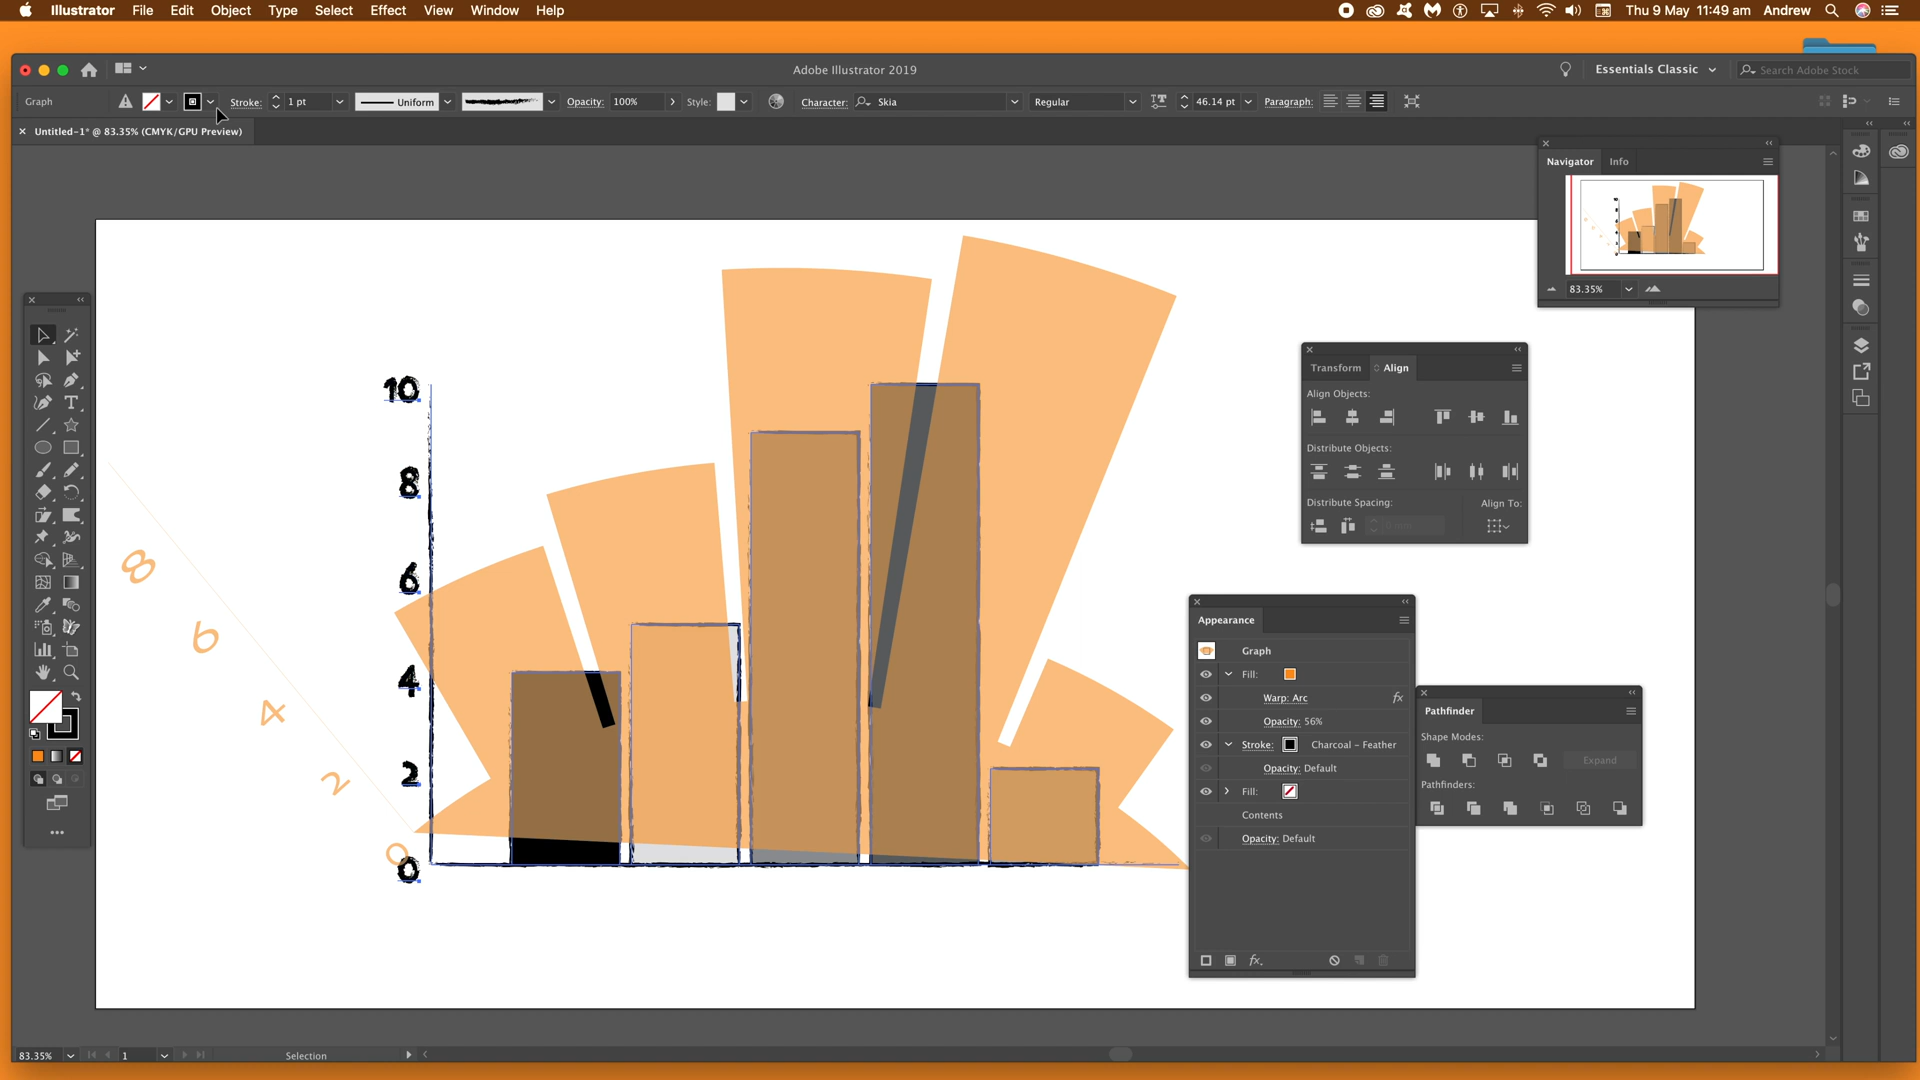 Illustrator File Edit Object Type Select Effect View Window Help
Thu 9 May 11:49 am Andrew
Adobe Illustrator 2019
Essentials Classic
Search Adobe Stock
Graph
Stroke: 1 pt Uniform Opacity: 100% Style: Character: Skia Regular 46.14 pt Paragraph:
Untitled-1* @ 83.35% (CMYK/GPU Preview)
Navigator Info
83.35%
Transform Align
Align Objects:
Distribute Objects:
Distribute Spacing: Align To:
10
8
6
4
2
0
8
6
4
2
0
Appearance
Graph
Fill:
Warp: Arc
Opacity: 56%
Stroke: Charcoal - Feather
Opacity: Default
Fill:
Contents
Opacity: Default
Pathfinder
Shape Modes:
Expand
Pathfinders:
83.35% 1 Selection